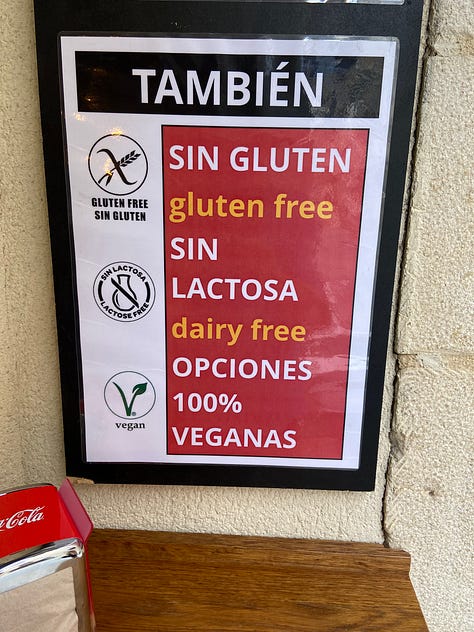 TAMBIÉN
GLUTEN FREE
SIN GLUTEN
SIN LACTOSA
LACTOSE FREE
vegan
SIN GLUTEN
gluten free
SIN
LACTOSA
dairy free
OPCIONES
100%
VEGANAS
Coca-Cola